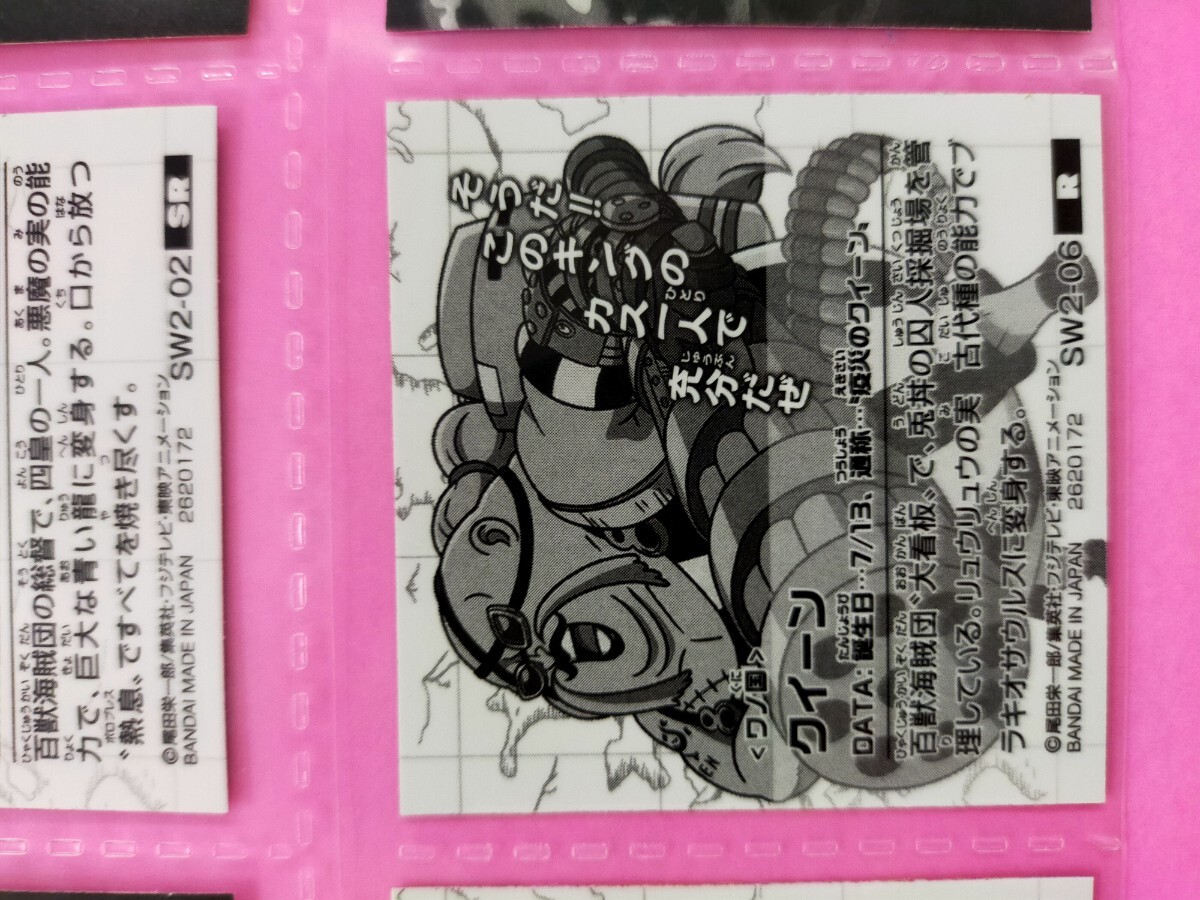 百獣海賊団の総督で、四皇の一人。悪魔の実の能
力で、巨大な青い龍に変身する。口から放つ
〝熱息〟ですべてを焼き尽くす。
©尾田栄一郎/集英社・フジテレビ・東映アニメーション
BANDAI MADE IN JAPAN 2620172 SW2-02 SR
そうだ!!
このキングの
カス一人で
充分だぜ
<ワノ国>
クイーン
DATA: 誕生日…7/13、通称…〝疫災のクイーン〟
百獣海賊団〝大看板〟で、兎丼の囚人採掘場を管
理している。リュウリュウの実 古代種の能力でブ
ラキオサウルスに変身する。
©尾田栄一郎/集英社・フジテレビ・東映アニメーション
BANDAI MADE IN JAPAN 2620172 SW2-06 R